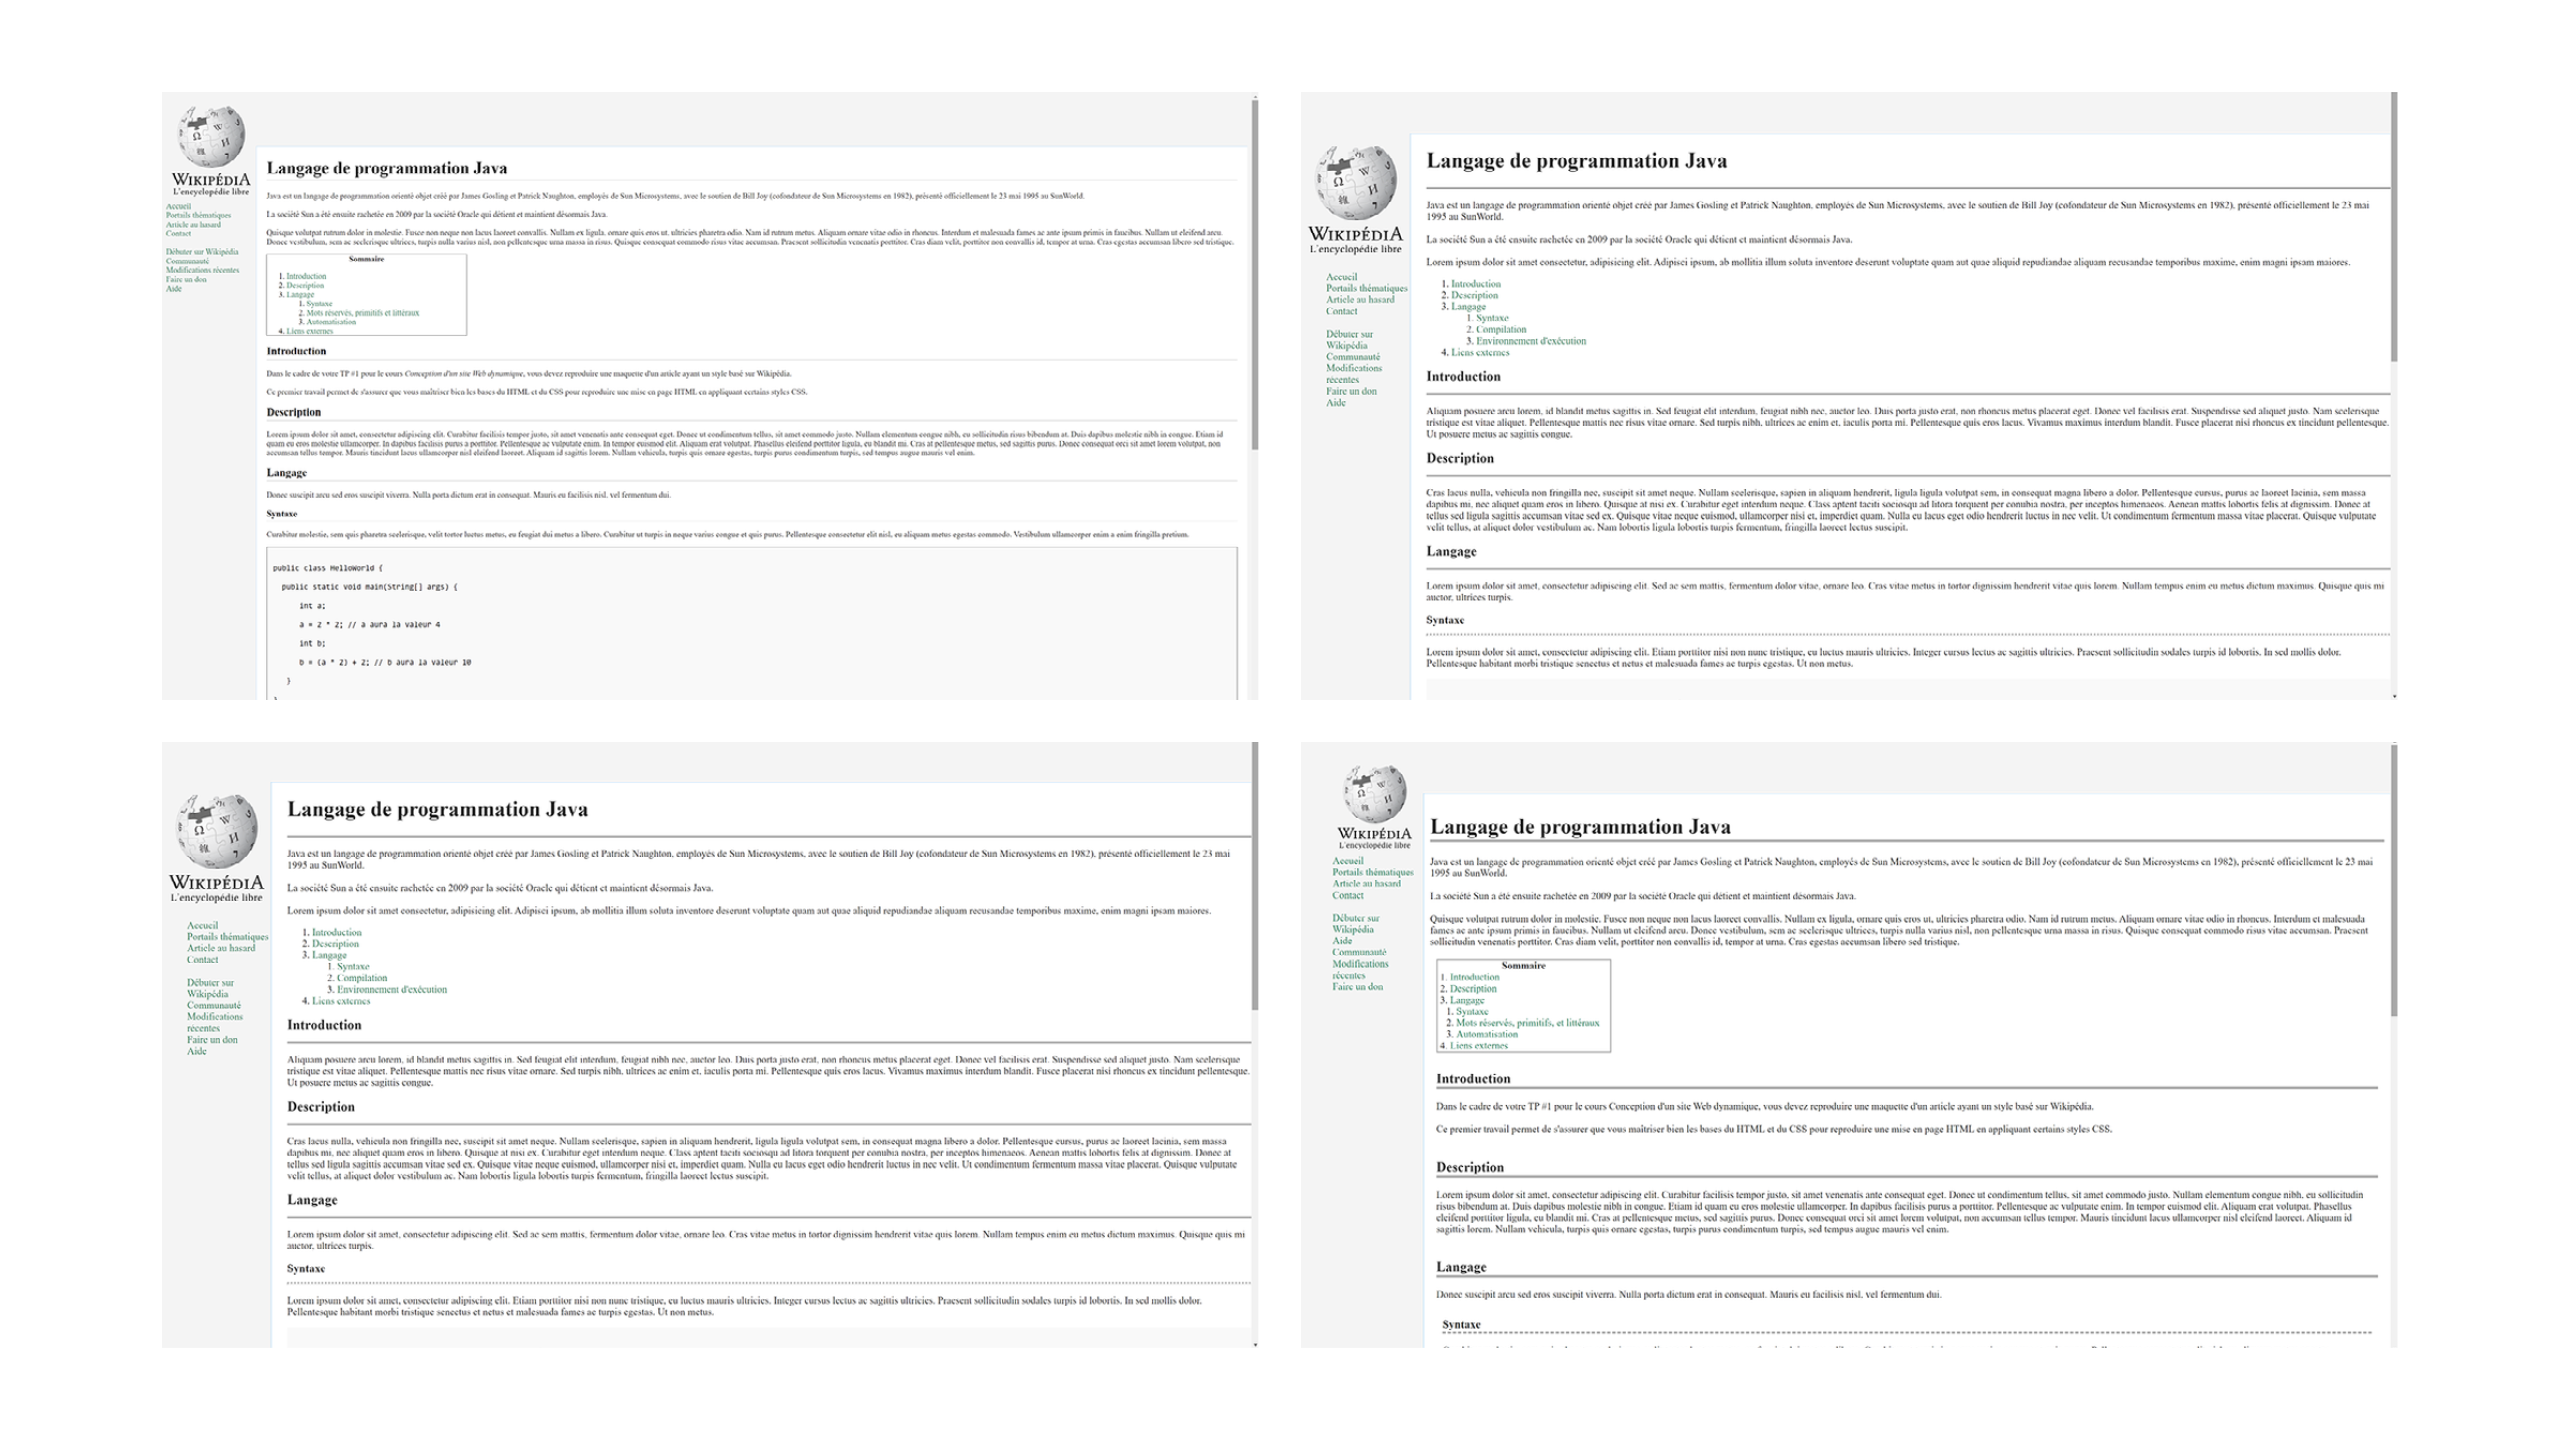 WIKIPÉDIA
L'encyclopédie libre
Accueil
Portails thématiques
Article au hasard
Contact
Débuter sur Wikipédia
Communauté
Modifications récentes
Faire un don
Aide
Langage de programmation Java
Java est un langage de programmation orienté objet créé par James Gosling et Patrick Naughton, employés de Sun Microsystems, avec le soutien de Bill Joy (cofondateur de Sun Microsystems en 1982), présenté officiellement le 23 mai 1995 au SunWorld.
La société Sun a été ensuite rachetée en 2009 par la société Oracle qui détient et maintient désormais Java.
Quisque volutpat rutrum dolor in molestie. Fusce non neque non lacus laoreet convallis. Nullam ex ligula, ornare quis eros ut, ultricies pharetra odio. Nam id rutrum metus. Aliquam ornare vitae odio in rhoncus. Interdum et malesuada fames ac ante ipsum primis in faucibus. Nullam ut eleifend arcu.
Donec vestibulum, sem ac scelerisque ultrices, turpis nulla varius nisl, non pellentesque urna massa in risus. Quisque consequat commodo risus vitae accumsan. Praesent sollicitudin venenatis porttitor. Cras diam velit, porttitor non convallis id, tempor at urna. Cras egestas accumsan libero sed tristique.
Sommaire
1. Introduction
2. Description
3. Langage
1. Syntaxe
2. Mots réservés, primitifs et littéraux
3. Automatisation
4. Liens externes
Introduction
Dans le cadre de votre TP #1 pour le cours Conception d'un site Web dynamique, vous devez reproduire une maquette d'un article ayant un style basé sur Wikipédia.
Ce premier travail permet de s'assurer que vous maîtriser bien les bases du HTML et du CSS pour reproduire une mise en page HTML en appliquant certains styles CSS.
Description
Lorem ipsum dolor sit amet, consectetur adipiscing elit. Curabitur facilisis tempor justo, sit amet venenatis ante consequat eget. Donec ut condimentum tellus, sit amet commodo justo. Nullam elementum congue nibh, eu sollicitudin risus bibendum at. Duis dapibus molestie nibh in congue. Etiam id
quam eu eros molestie ullamcorper. In dapibus facilisis purus a porttitor. Pellentesque ac vulputate enim. In tempor euismod elit. Aliquam erat volutpat. Phasellus eleifend porttitor ligula, eu blandit mi. Cras at pellentesque metus, sed sagittis purus. Donec consequat orci sit amet lorem volutpat, non
accumsan tellus tempor. Mauris tincidunt lacus ullamcorper nisl eleifend laoreet. Aliquam id sagittis lorem. Nullam vehicula, turpis quis ornare egestas, turpis purus condimentum turpis, sed tempus augue mauris vel enim.
Langage
Donec suscipit arcu sed eros suscipit viverra. Nulla porta dictum erat in consequat. Mauris eu facilisis nisl, vel fermentum dui.
Syntaxe
Curabitur molestie, sem quis pharetra scelerisque, velit tortor luctus metus, eu feugiat dui metus a libero. Curabitur ut turpis in neque varius congue et quis purus. Pellentesque consectetur elit nisl, eu aliquam metus egestas commodo. Vestibulum ullamcorper enim a enim fringilla pretium.
public class HelloWorld {
public static void main(String[] args) {
int a;
a = 2 * 2; // a aura la valeur 4
int b;
b = (a * 2) + 2; // b aura la valeur 10
}
WIKIPÉDIA
L'encyclopédie libre
Accueil
Portails thématiques
Article au hasard
Contact
Débuter sur
Wikipédia
Communauté
Modifications
récentes
Faire un don
Aide
Langage de programmation Java
Java est un langage de programmation orienté objet créé par James Gosling et Patrick Naughton, employés de Sun Microsystems, avec le soutien de Bill Joy (cofondateur de Sun Microsystems en 1982), présenté officiellement le 23 mai
1995 au SunWorld.
La société Sun a été ensuite rachetée en 2009 par la société Oracle qui détient et maintient désormais Java.
Lorem ipsum dolor sit amet consectetur, adipisicing elit. Adipisci ipsum, ab mollitia illum soluta inventore deserunt voluptate quam aut quae aliquid repudiandae aliquam recusandae temporibus maxime, enim magni ipsam maiores.
1. Introduction
2. Description
3. Langage
1. Syntaxe
2. Compilation
3. Environnement d'exécution
4. Liens externes
Introduction
Aliquam posuere arcu lorem, id blandit metus sagittis in. Sed feugiat elit interdum, feugiat nibh nec, auctor leo. Duis porta justo erat, non rhoncus metus placerat eget. Donec vel facilisis erat. Suspendisse sed aliquet justo. Nam scelerisque
tristique est vitae aliquet. Pellentesque mattis nec risus vitae ornare. Sed turpis nibh, ultrices ac enim et, iaculis porta mi. Pellentesque quis eros lacus. Vivamus maximus interdum blandit. Fusce placerat nisi rhoncus ex tincidunt pellentesque.
Ut posuere metus ac sagittis congue.
Description
Cras lacus nulla, vehicula non fringilla nec, suscipit sit amet neque. Nullam scelerisque, sapien in aliquam hendrerit, ligula ligula volutpat sem, in consequat magna libero a dolor. Pellentesque cursus, purus ac laoreet lacinia, sem massa
dapibus mi, nec aliquet quam eros in libero. Quisque at nisi ex. Curabitur eget interdum neque. Class aptent taciti sociosqu ad litora torquent per conubia nostra, per inceptos himenaeos. Aenean mattis lobortis felis at dignissim. Donec at
tellus sed ligula sagittis accumsan vitae sed ex. Quisque vitae neque euismod, ullamcorper nisi et, imperdiet quam. Nulla eu lacus eget odio hendrerit luctus in nec velit. Ut condimentum fermentum massa vitae placerat. Quisque vulputate
velit tellus, at aliquet dolor vestibulum ac. Nam lobortis ligula lobortis turpis fermentum, fringilla laoreet lectus suscipit.
Langage
Lorem ipsum dolor sit amet, consectetur adipiscing elit. Sed ac sem mattis, fermentum dolor vitae, ornare leo. Cras vitae metus in tortor dignissim hendrerit vitae quis lorem. Nullam tempus enim eu metus dictum maximus. Quisque quis mi
auctor, ultrices turpis.
Syntaxe
Lorem ipsum dolor sit amet, consectetur adipiscing elit. Etiam porttitor nisi non nunc tristique, eu luctus mauris ultricies. Integer cursus lectus ac sagittis ultricies. Praesent sollicitudin sodales turpis id lobortis. In sed mollis dolor.
Pellentesque habitant morbi tristique senectus et netus et malesuada fames ac turpis egestas. Ut non metus.
WIKIPÉDIA
L'encyclopédie libre
Accueil
Portails thématiques
Article au hasard
Contact
Débuter sur
Wikipédia
Communauté
Modifications
récentes
Faire un don
Aide
Langage de programmation Java
Java est un langage de programmation orienté objet créé par James Gosling et Patrick Naughton, employés de Sun Microsystems, avec le soutien de Bill Joy (cofondateur de Sun Microsystems en 1982), présenté officiellement le 23 mai
1995 au SunWorld.
La société Sun a été ensuite rachetée en 2009 par la société Oracle qui détient et maintient désormais Java.
Lorem ipsum dolor sit amet consectetur, adipisicing elit. Adipisci ipsum, ab mollitia illum soluta inventore deserunt voluptate quam aut quae aliquid repudiandae aliquam recusandae temporibus maxime, enim magni ipsam maiores.
1. Introduction
2. Description
3. Langage
1. Syntaxe
2. Compilation
3. Environnement d'exécution
4. Liens externes
Introduction
Aliquam posuere arcu lorem, id blandit metus sagittis in. Sed feugiat elit interdum, feugiat nibh nec, auctor leo. Duis porta justo erat, non rhoncus metus placerat eget. Donec vel facilisis erat. Suspendisse sed aliquet justo. Nam scelerisque
tristique est vitae aliquet. Pellentesque mattis nec risus vitae ornare. Sed turpis nibh, ultrices ac enim et, iaculis porta mi. Pellentesque quis eros lacus. Vivamus maximus interdum blandit. Fusce placerat nisi rhoncus ex tincidunt pellentesque.
Ut posuere metus ac sagittis congue.
Description
Cras lacus nulla, vehicula non fringilla nec, suscipit sit amet neque. Nullam scelerisque, sapien in aliquam hendrerit, ligula ligula volutpat sem, in consequat magna libero a dolor. Pellentesque cursus, purus ac laoreet lacinia, sem massa
dapibus mi, nec aliquet quam eros in libero. Quisque at nisi ex. Curabitur eget interdum neque. Class aptent taciti sociosqu ad litora torquent per conubia nostra, per inceptos himenaeos. Aenean mattis lobortis felis at dignissim. Donec at
tellus sed ligula sagittis accumsan vitae sed ex. Quisque vitae neque euismod, ullamcorper nisi et, imperdiet quam. Nulla eu lacus eget odio hendrerit luctus in nec velit. Ut condimentum fermentum massa vitae placerat. Quisque vulputate
velit tellus, at aliquet dolor vestibulum ac. Nam lobortis ligula lobortis turpis fermentum, fringilla laoreet lectus suscipit.
Langage
Lorem ipsum dolor sit amet, consectetur adipiscing elit. Sed ac sem mattis, fermentum dolor vitae, ornare leo. Cras vitae metus in tortor dignissim hendrerit vitae quis lorem. Nullam tempus enim eu metus dictum maximus. Quisque quis mi
auctor, ultrices turpis.
Syntaxe
Lorem ipsum dolor sit amet, consectetur adipiscing elit. Etiam porttitor nisi non nunc tristique, eu luctus mauris ultricies. Integer cursus lectus ac sagittis ultricies. Praesent sollicitudin sodales turpis id lobortis. In sed mollis dolor.
Pellentesque habitant morbi tristique senectus et netus et malesuada fames ac turpis egestas. Ut non metus.
WIKIPÉDIA
L'encyclopédie libre
Accueil
Portails thématiques
Article au hasard
Contact
Débuter sur
Wikipédia
Aide
Communauté
Modifications
récentes
Faire un don
Langage de programmation Java
Java est un langage de programmation orienté objet créé par James Gosling et Patrick Naughton, employés de Sun Microsystems, avec le soutien de Bill Joy (cofondateur de Sun Microsystems en 1982), présenté officiellement le 23 mai
1995 au SunWorld.
La société Sun a été ensuite rachetée en 2009 par la société Oracle qui détient et maintient désormais Java.
Quisque volutpat rutrum dolor in molestie. Fusce non neque non lacus laoreet convallis. Nullam ex ligula, ornare quis eros ut, ultricies pharetra odio. Nam id rutrum metus. Aliquam ornare vitae odio in rhoncus. Interdum et malesuada
fames ac ante ipsum primis in faucibus. Nullam ut eleifend arcu. Donec vestibulum, sem ac scelerisque ultrices, turpis nulla varius nisl, non pellentesque urna massa in risus. Quisque consequat commodo risus vitae accumsan. Praesent
sollicitudin venenatis porttitor. Cras diam velit, porttitor non convallis id, tempor at urna. Cras egestas accumsan libero sed tristique.
Sommaire
1. Introduction
2. Description
3. Langage
1. Syntaxe
2. Mots réservés, primitifs, et littéraux
3. Automatisation
4. Liens externes
Introduction
Dans le cadre de votre TP #1 pour le cours Conception d'un site Web dynamique, vous devez reproduire une maquette d'un article ayant un style basé sur Wikipédia.
Ce premier travail permet de s'assurer que vous maîtriser bien les bases du HTML et du CSS pour reproduire une mise en page HTML en appliquant certains styles CSS.
Description
Lorem ipsum dolor sit amet, consectetur adipiscing elit. Curabitur facilisis tempor justo, sit amet venenatis ante consequat eget. Donec ut condimentum tellus, sit amet commodo justo. Nullam elementum congue nibh, eu sollicitudin
risus bibendum at. Duis dapibus molestie nibh in congue. Etiam id quam eu eros molestie ullamcorper. In dapibus facilisis purus a porttitor. Pellentesque ac vulputate enim. In tempor euismod elit. Aliquam erat volutpat. Phasellus
eleifend porttitor ligula, eu blandit mi. Cras at pellentesque metus, sed sagittis purus. Donec consequat orci sit amet lorem volutpat, non accumsan tellus tempor. Mauris tincidunt lacus ullamcorper nisl eleifend laoreet. Aliquam id
sagittis lorem. Nullam vehicula, turpis quis ornare egestas, turpis purus condimentum turpis, sed tempus augue mauris vel enim.
Langage
Donec suscipit arcu sed eros suscipit viverra. Nulla porta dictum erat in consequat. Mauris eu facilisis nisl, vel fermentum dui.
Syntaxe